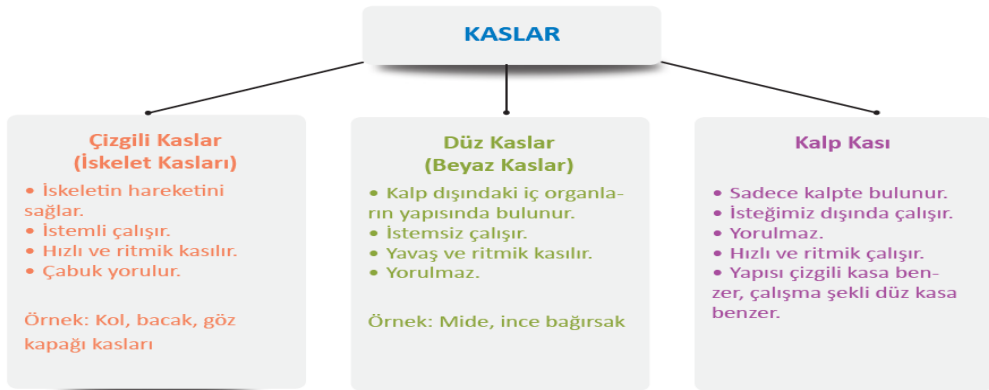 KASLAR
Çizgili Kaslar
(İskelet Kasları)
• İskeletin hareketini
sağlar.
• İstemli çalışır.
• Hızlı ve ritmik kasılır.
• Çabuk yorulur.
Örnek: Kol, bacak, göz
kapağı kasları
Düz Kaslar
(Beyaz Kaslar)
• Kalp dışındaki iç organla-
rın yapısında bulunur.
• İstemsiz çalışır.
• Yavaş ve ritmik kasılır.
• Yorulmaz.
Örnek: Mide, ince bağırsak
Kalp Kası
• Sadece kalpte bulunur.
• İsteğimiz dışında çalışır.
• Yorulmaz.
• Hızlı ve ritmik çalışır.
• Yapısı çizgili kasa ben-
zer, çalışma şekli düz kasa
benzer.